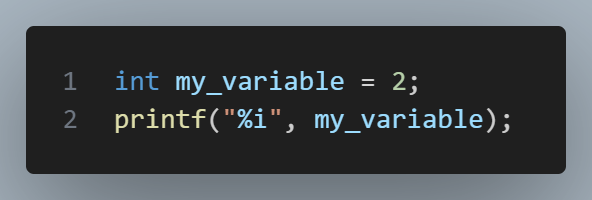 1 int my_variable = 2;
2 printf("%i", my_variable);